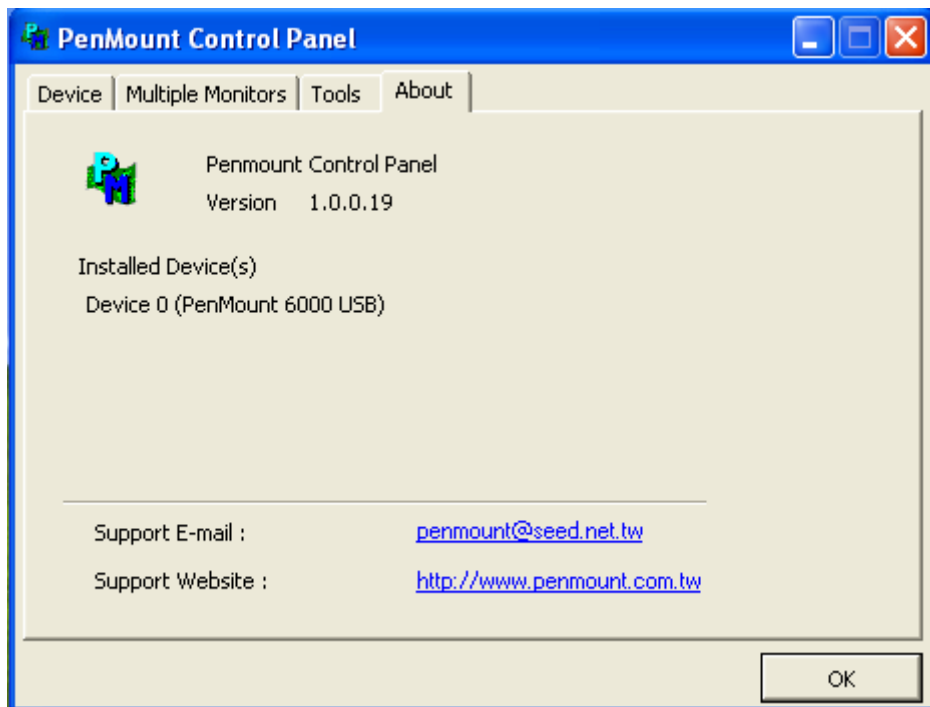 PenMount Control Panel
Device Multiple Monitors Tools About
PM
Penmount Control Panel
Version 1.0.0.19
Installed Device(s)
Device 0 (PenMount 6000 USB)
Support E-mail : penmount@seed.net.tw
Support Website : http://www.penmount.com.tw
OK